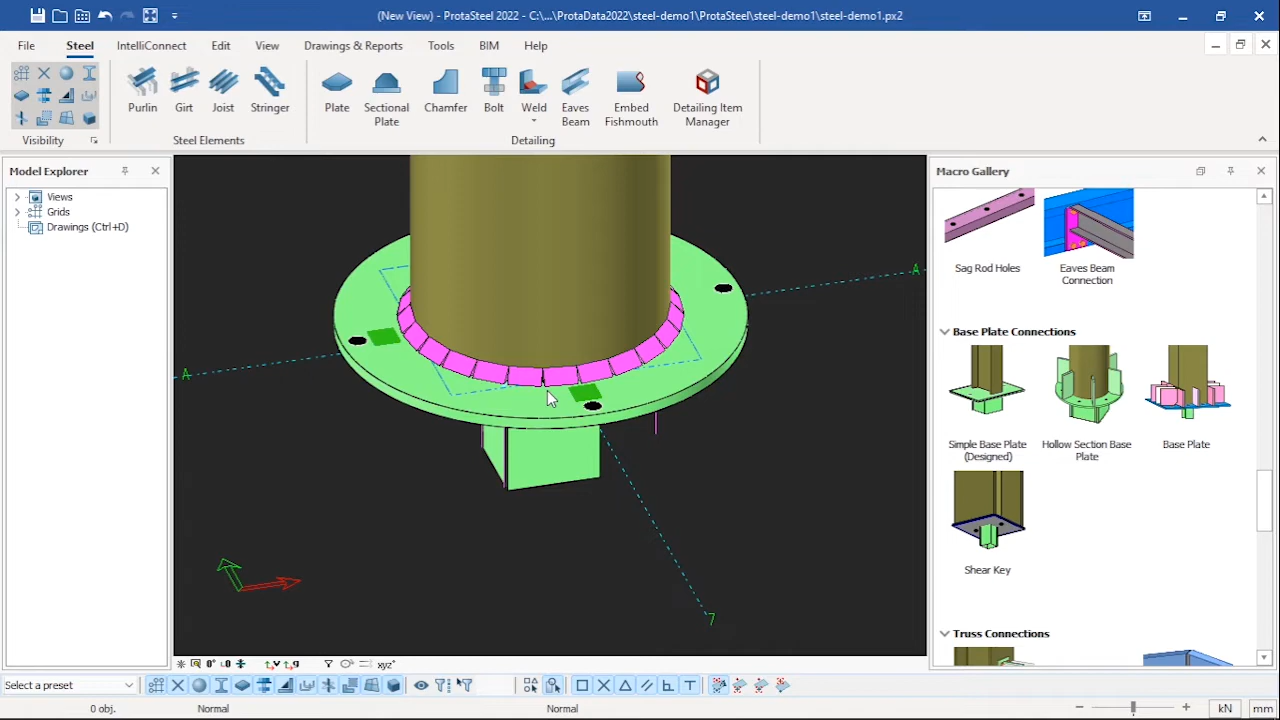 (New View) - ProtaSteel 2022 - C:\...\ProtaData2022\steel-demo1\ProtaSteel\steel-demo1\steel-demo1.px2
File Steel IntelliConnect Edit View Drawings & Reports Tools BIM Help
Purlin Girt Joist Stringer Plate Sectional Plate Chamfer Bolt Weld Eaves Beam Embed Fishmouth Detailing Item Manager
Visibility Steel Elements Detailing
Model Explorer
Views
Grids
Drawings (Ctrl+D)
A
A
7
Macro Gallery
Sag Rod Holes
Eaves Beam
Connection
Base Plate Connections
Simple Base Plate
(Designed)
Hollow Section Base
Plate
Base Plate
Shear Key
Truss Connections
xyz
Select a preset
0 obj. Normal Normal kN mm